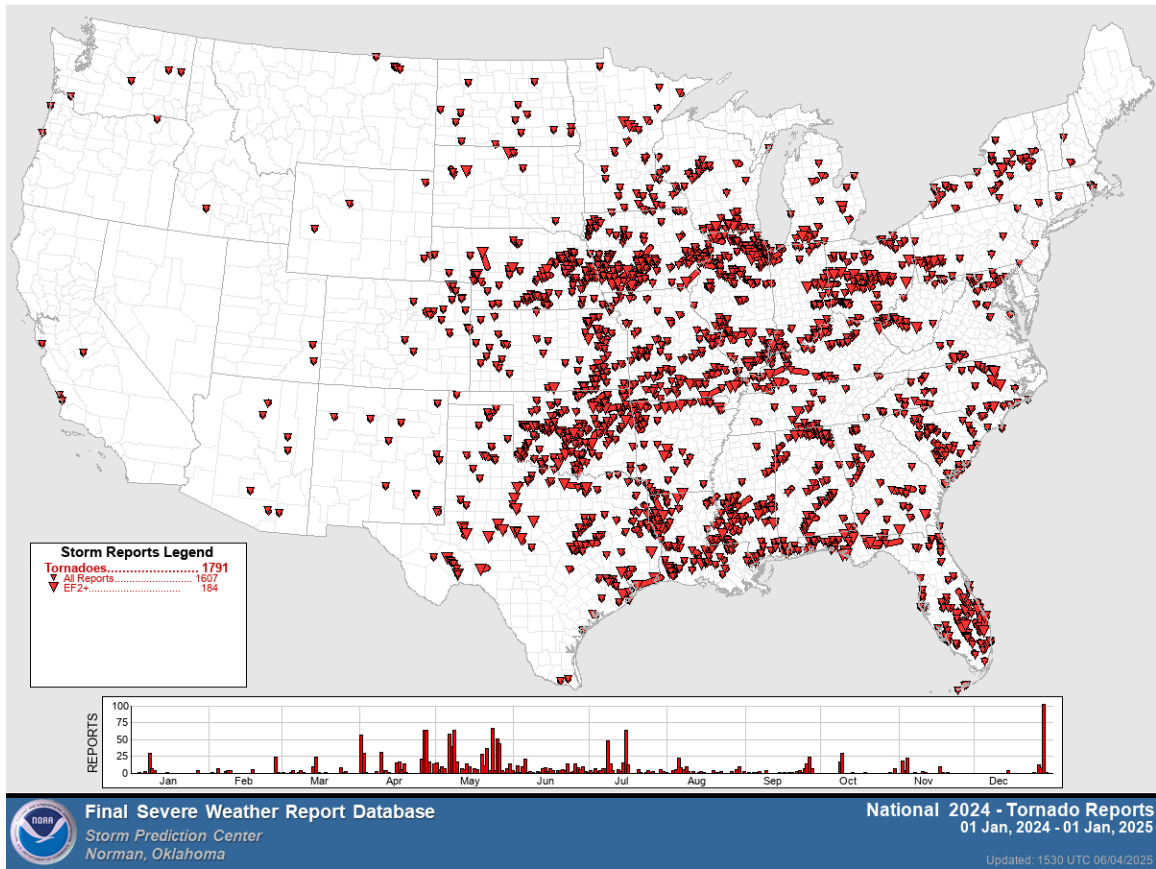 Storm Reports Legend
Tornadoes........................ 1791
All Reports........................... 1607
EF2+............................... 184
REPORTS
100
75
50
25
0
Jan Feb Mar Apr May Jun Jul Aug Sep Oct Nov Dec
NOAA
Final Severe Weather Report Database
Storm Prediction Center
Norman, Oklahoma
National 2024 - Tornado Reports
01 Jan, 2024 - 01 Jan, 2025
Updated: 1530 UTC 06/04/2025